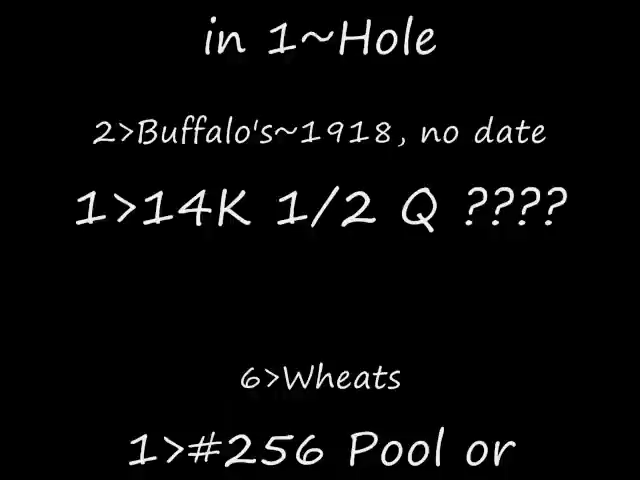 in 1~Hole
2>Buffalo's~1918, no date
1>14K 1/2 Q ????
6>Wheats
1>#256 Pool or